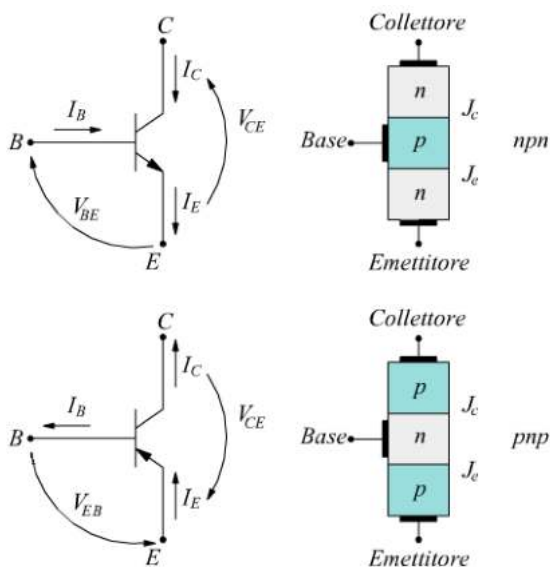 C
I_C
I_B
V_CE
B
V_BE
I_E
E
Collettore
n
J_c
Base
p
npn
J_e
n
Emettitore
C
I_C
I_B
V_CE
B
V_EB
I_E
E
Collettore
p
J_c
Base
n
pnp
J_e
p
Emettitore